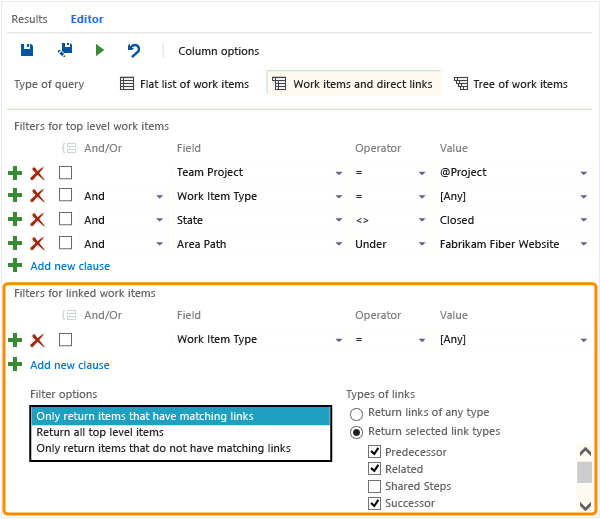 Results Editor
Column options
Type of query Flat list of work items Work items and direct links Tree of work items
Filters for top level work items
And/Or Field Operator Value
Team Project = @Project
And Work Item Type = [Any]
And State <> Closed
And Area Path Under Fabrikam Fiber Website
Add new clause
Filters for linked work items
And/Or Field Operator Value
Work Item Type = [Any]
Add new clause
Filter options
Only return items that have matching links
Return all top level items
Only return items that do not have matching links
Types of links
Return links of any type
Return selected link types
Predecessor
Related
Shared Steps
Successor